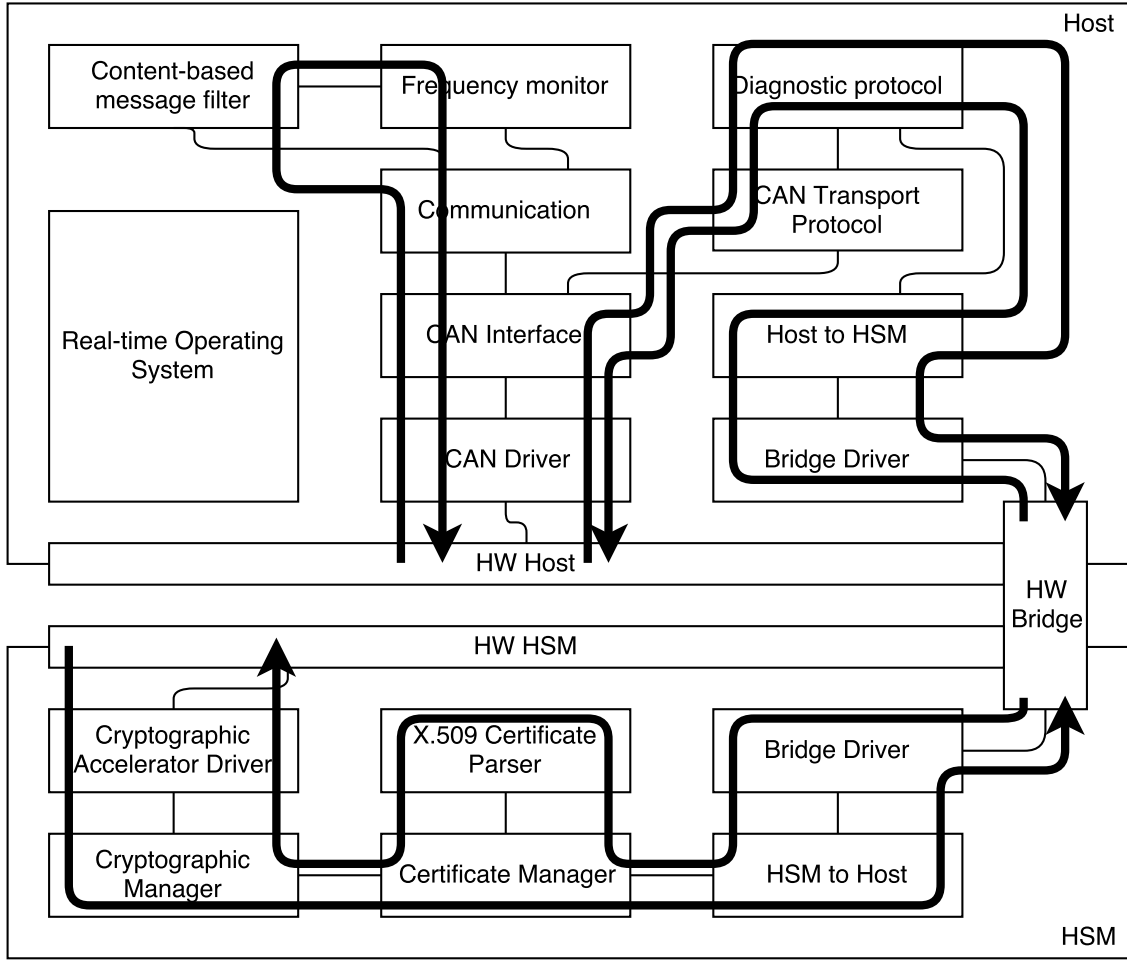 Host
Content-based
message filter
Frequency monitor
Diagnostic protocol
Communication
CAN Transport
Protocol
Real-time Operating
System
CAN Interface
Host to HSM
CAN Driver
Bridge Driver
HW Host
HW
Bridge
HW HSM
Cryptographic
Accelerator Driver
X.509 Certificate
Parser
Bridge Driver
Cryptographic
Manager
Certificate Manager
HSM to Host
HSM